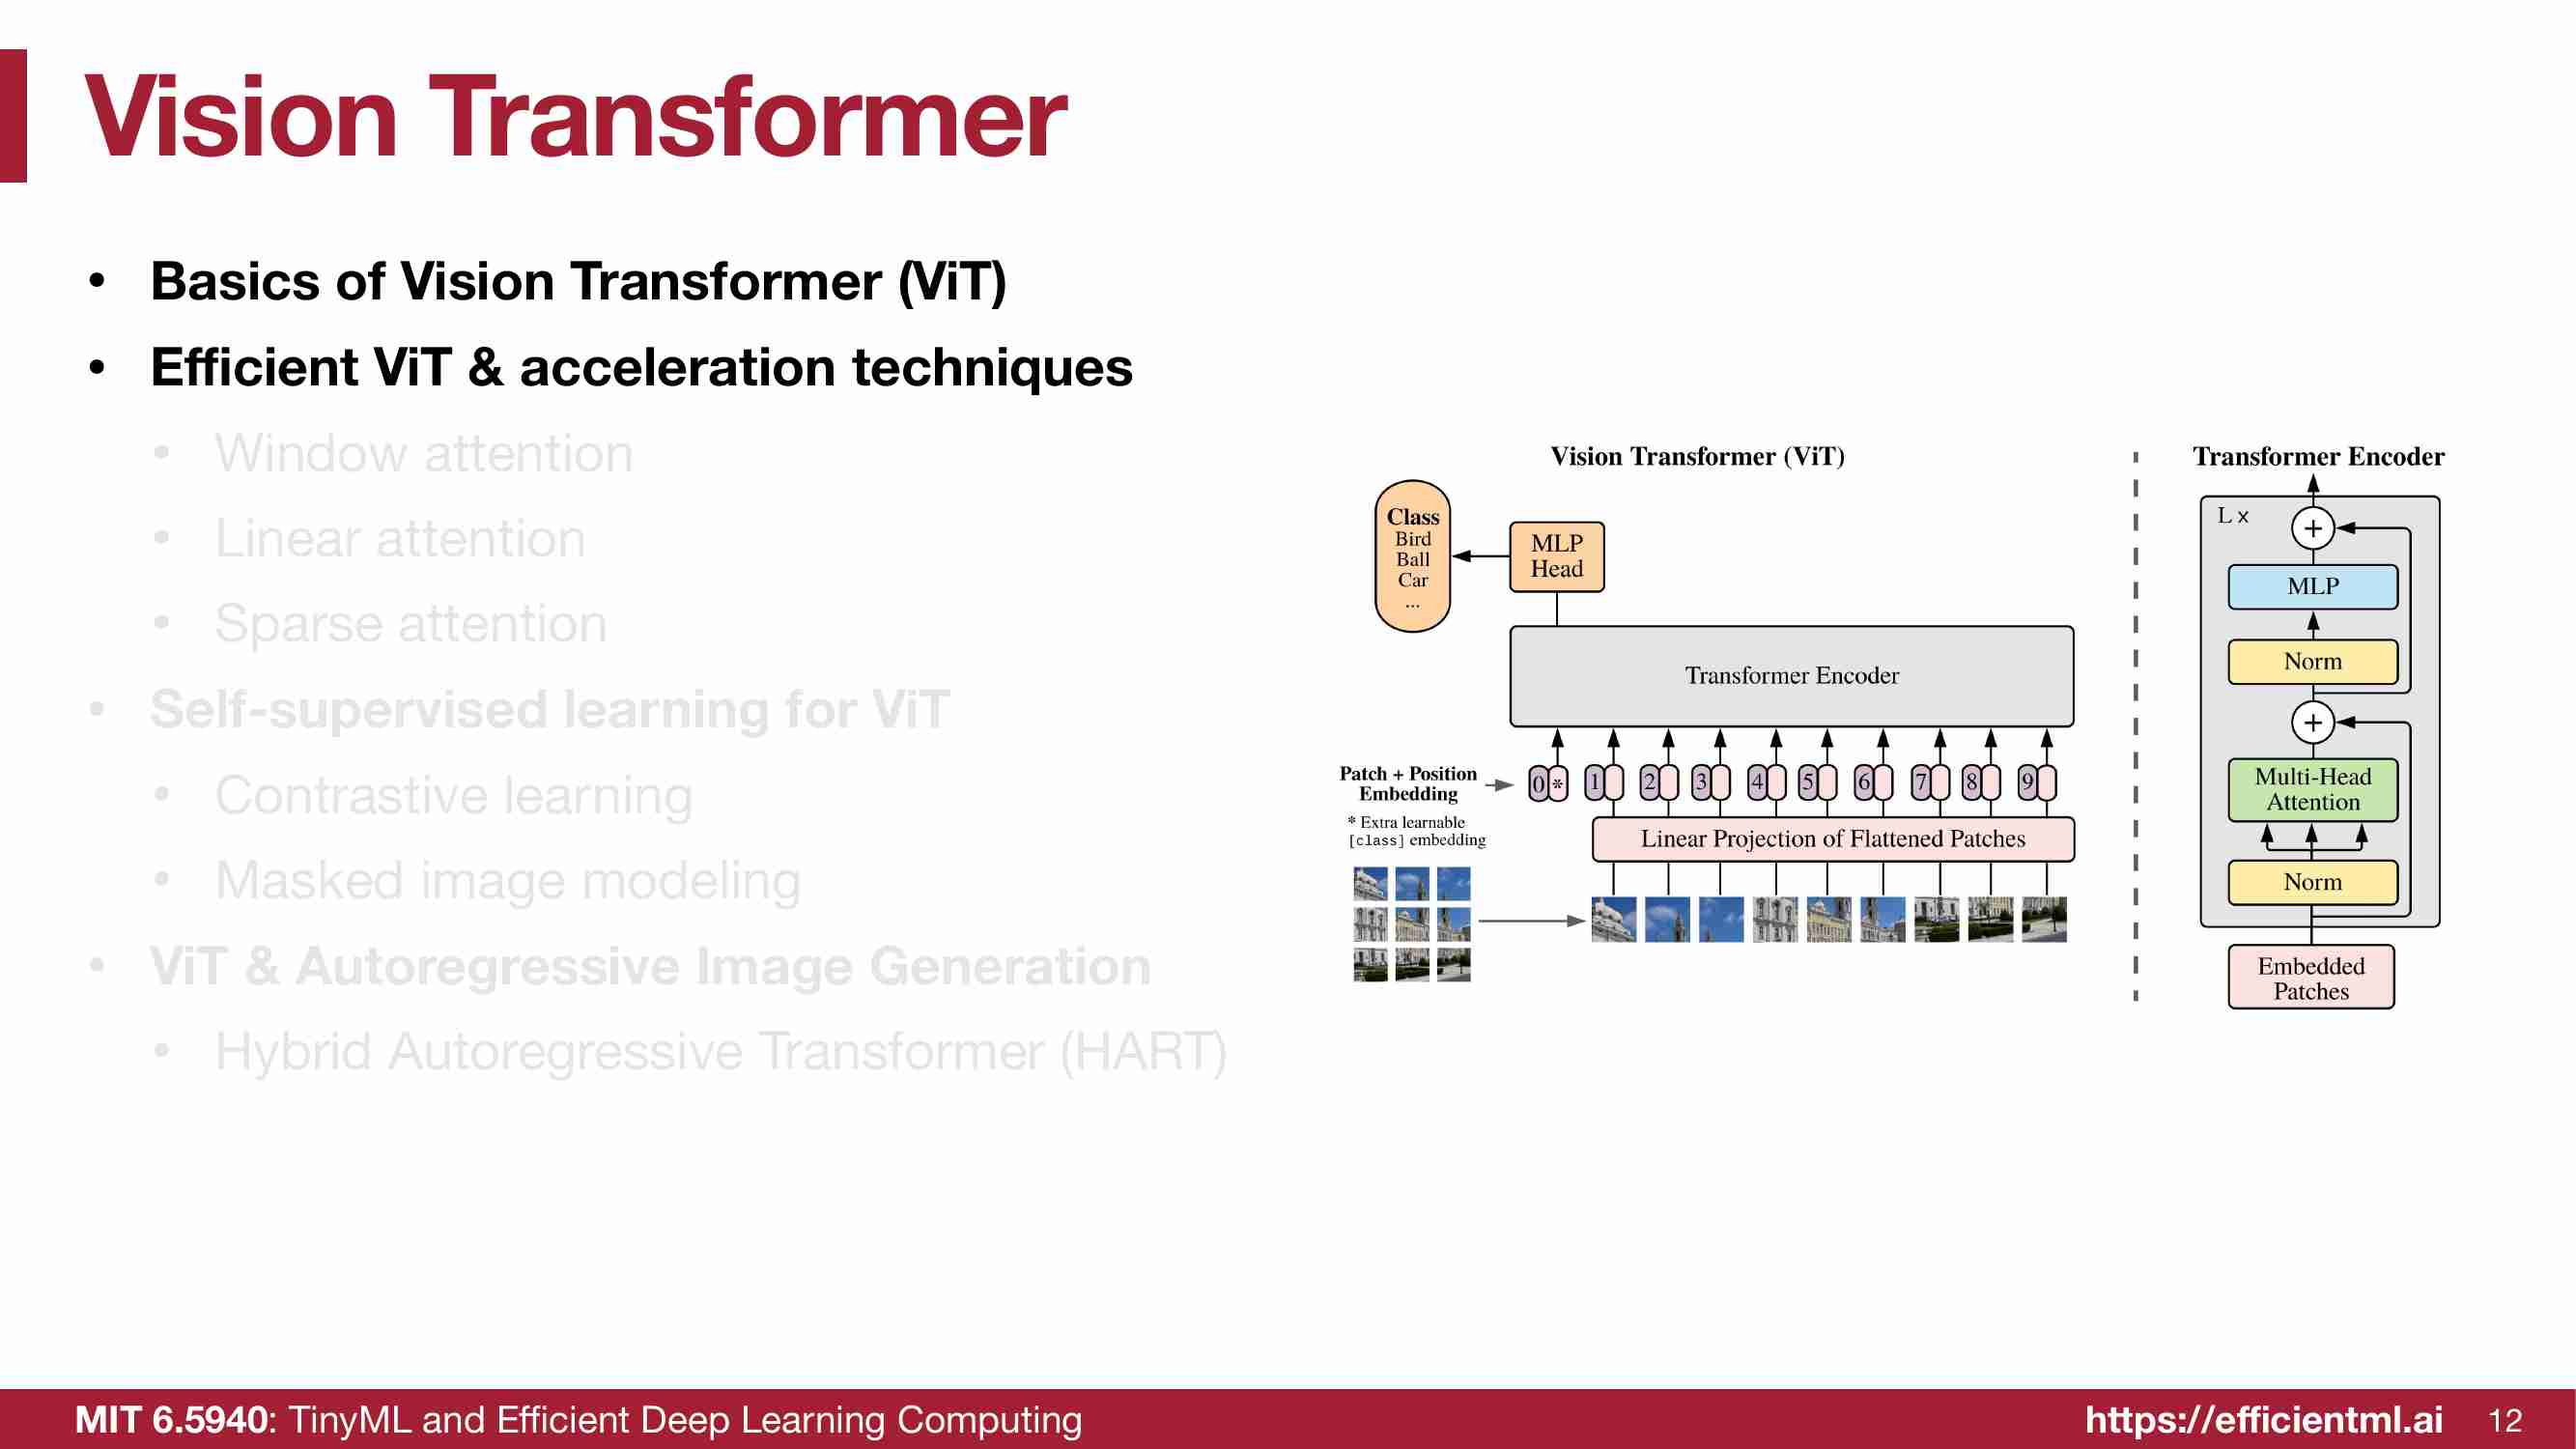 Vision Transformer
• Basics of Vision Transformer (ViT)
• Efficient ViT & acceleration techniques
• Window attention
• Linear attention
• Sparse attention
• Self-supervised learning for ViT
• Contrastive learning
• Masked image modeling
• ViT & Autoregressive Image Generation
• Hybrid Autoregressive Transformer (HART)
Vision Transformer (ViT)
Class
Bird
Ball
Car
...
MLP
Head
Transformer Encoder
Patch + Position
Embedding
* Extra learnable
[class] embedding
0 * 1 2 3 4 5 6 7 8 9
Linear Projection of Flattened Patches
Transformer Encoder
L x
+
MLP
Norm
+
Multi-Head
Attention
Norm
Embedded
Patches
MIT 6.5940: TinyML and Efficient Deep Learning Computing
https://efficientml.ai
12